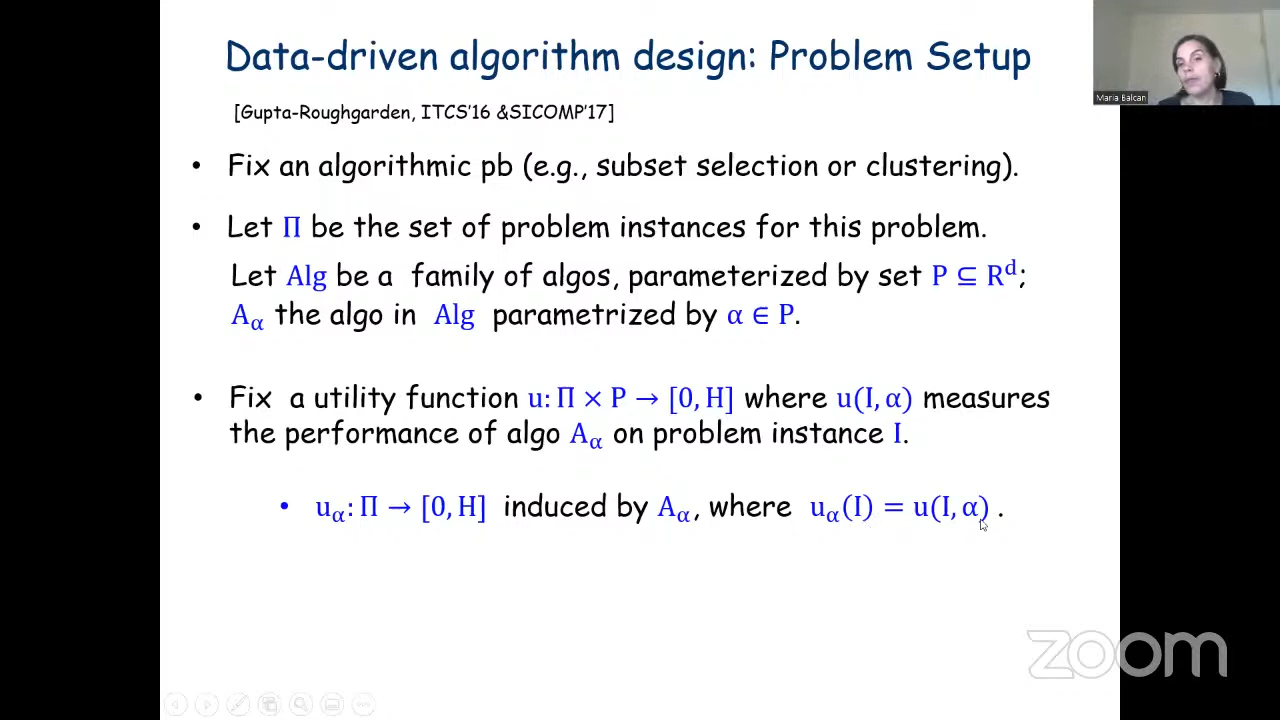 Data-driven algorithm design: Problem Setup
[Gupta-Roughgarden, ITCS'16 &SICOMP'17]
Maria Balcan
• Fix an algorithmic pb (e.g., subset selection or clustering).
• Let Π be the set of problem instances for this problem.
Let Alg be a family of algos, parameterized by set P ⊆ R^d;
A_α the algo in Alg parametrized by α ∈ P.
• Fix a utility function u: Π × P → [0, H] where u(I, α) measures
the performance of algo A_α on problem instance I.
• u_α: Π → [0, H] induced by A_α, where u_α(I) = u(I, α) .
zoom